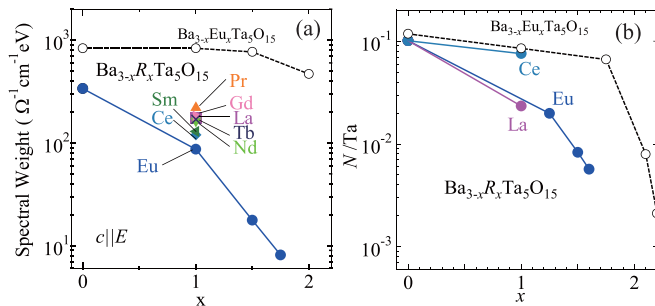 (a)
Ba3-xEuxTa5O15
Ba3-xRxTa5O15
Spectral Weight ( Ω-1cm-1eV)
10³
10²
10¹
Sm
Ce
Eu
Pr
Gd
La
Tb
Nd
c||E
0
1
2
x
(b)
Ba3-xEuxTa5O15
Ce
Eu
La
Ba3-xRxTa5O15
N /Ta
10-1
10-2
10-3
0
1
2
x